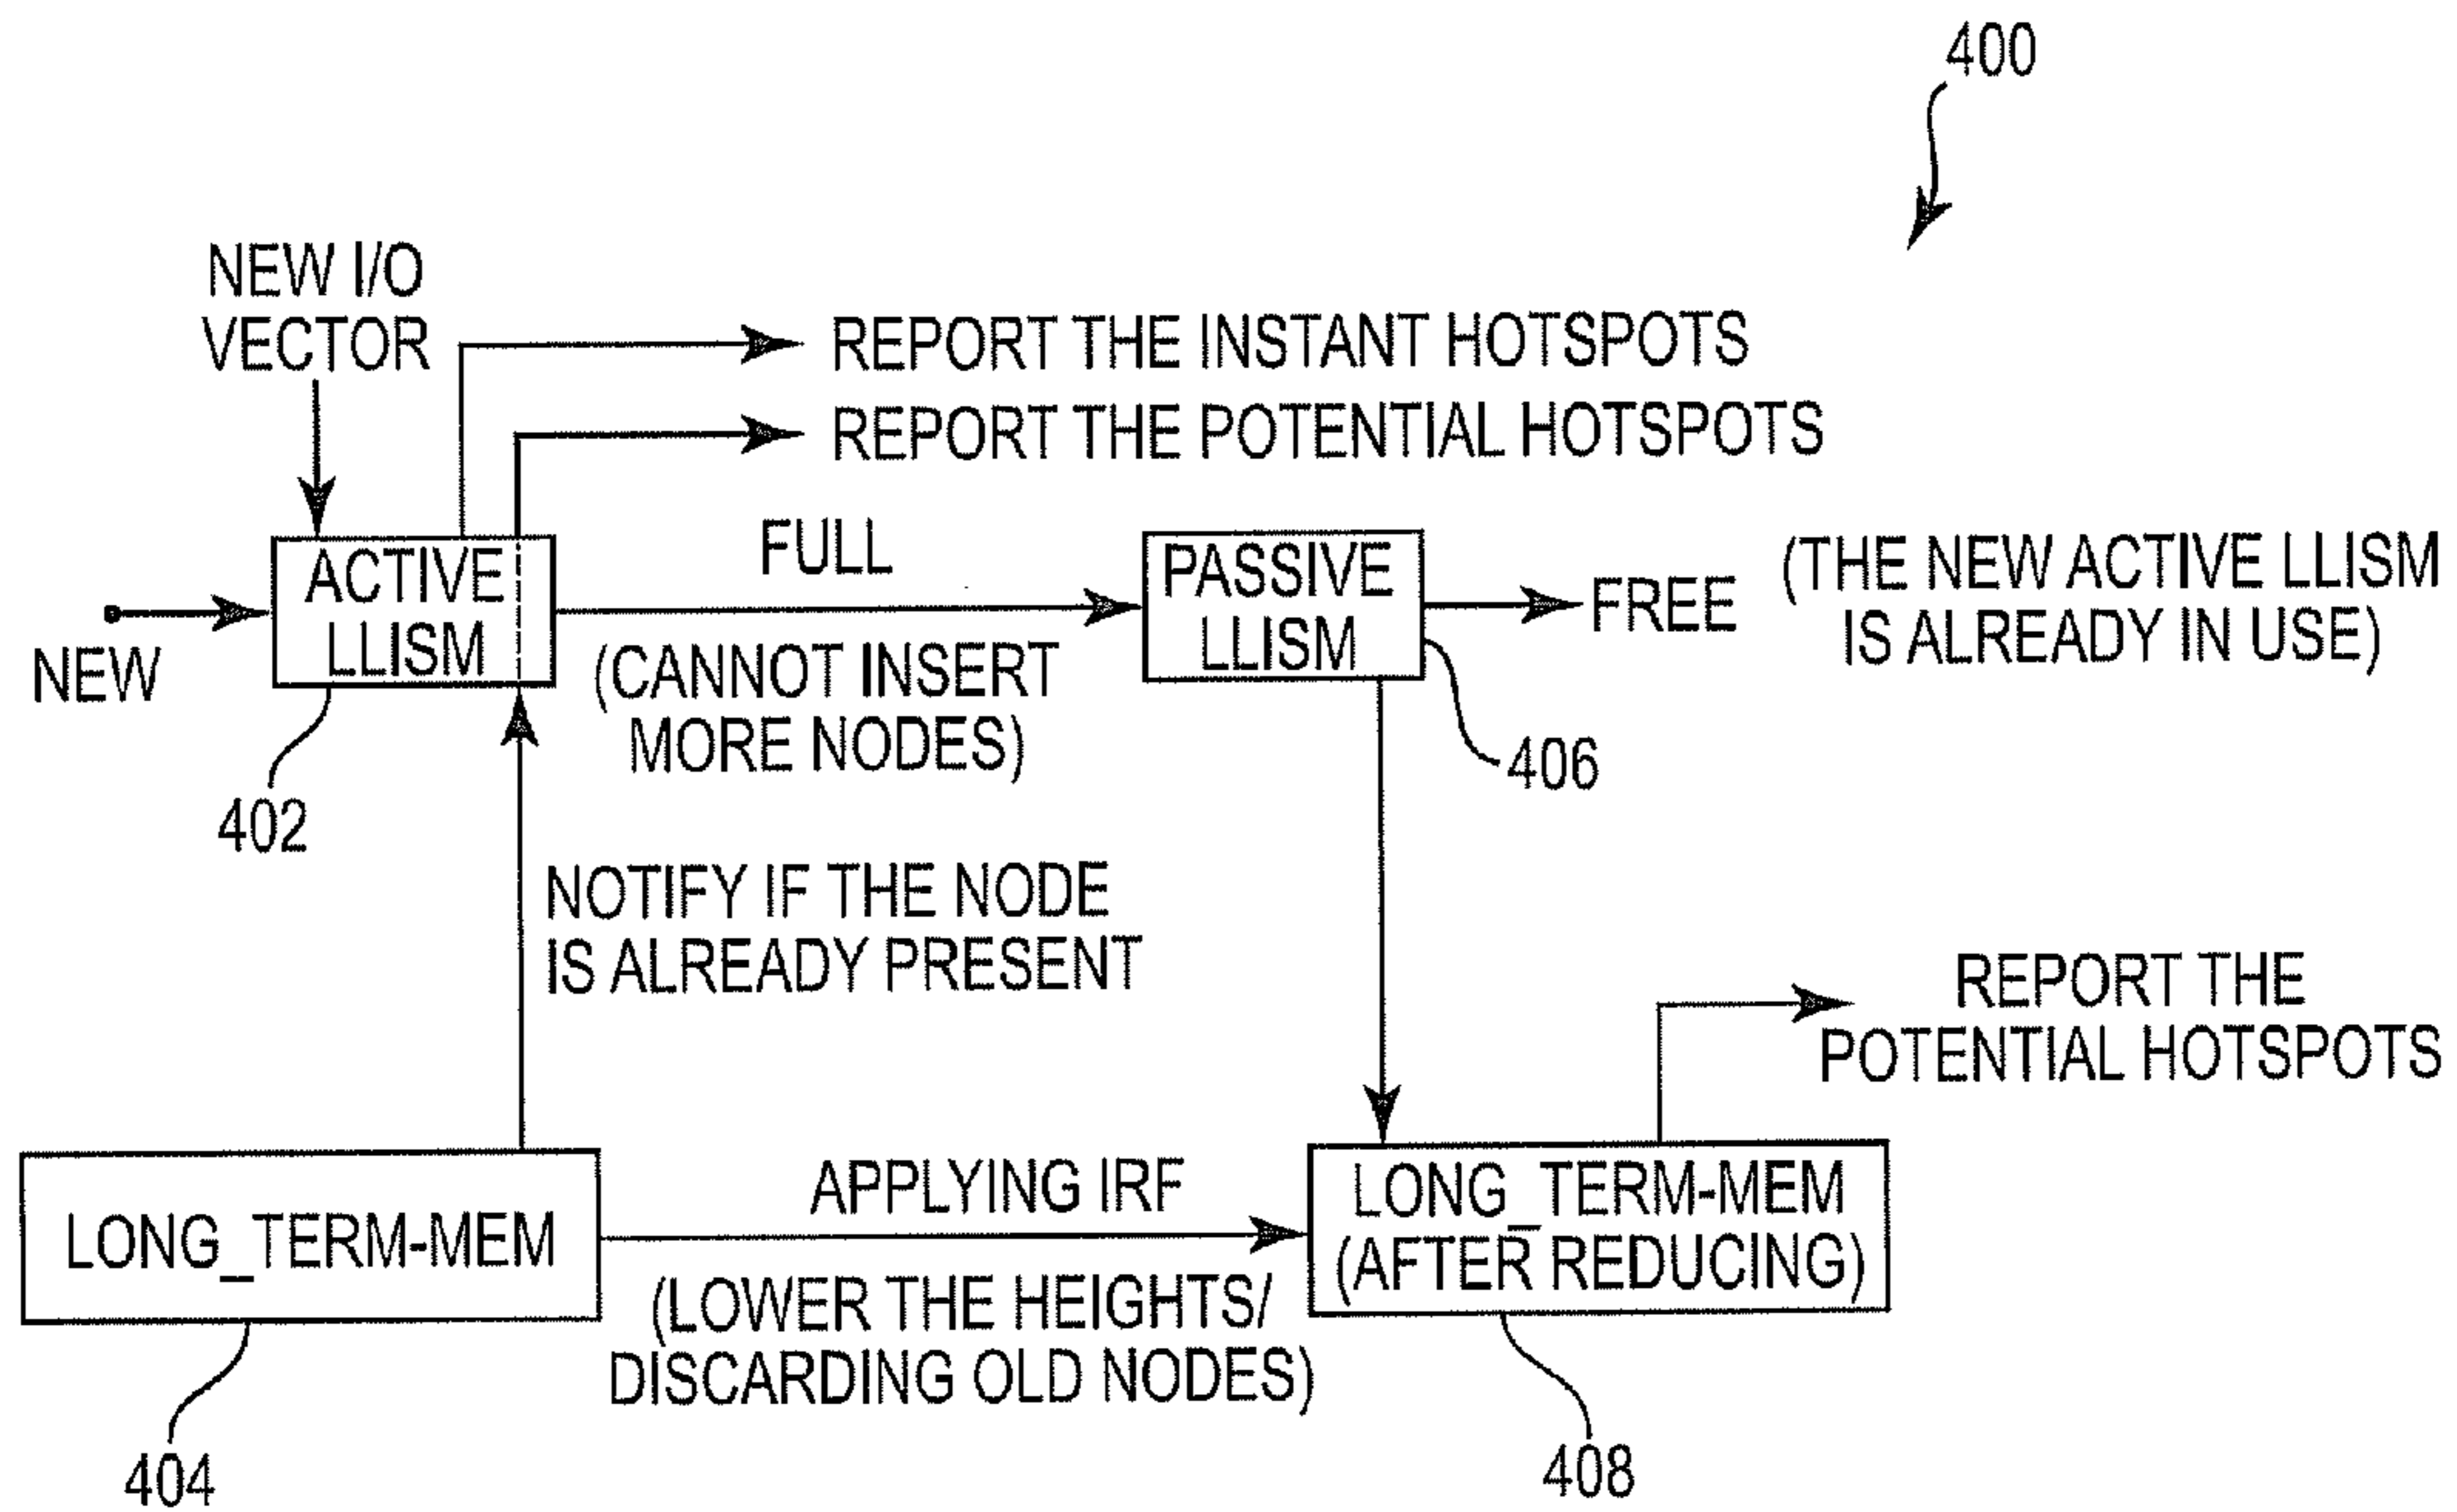 400
NEW I/O
VECTOR
REPORT THE INSTANT HOTSPOTS
REPORT THE POTENTIAL HOTSPOTS
NEW
ACTIVE
LLISM
FULL
(CANNOT INSERT
MORE NODES)
PASSIVE
LLISM
FREE
(THE NEW ACTIVE LLISM
IS ALREADY IN USE)
402
406
NOTIFY IF THE NODE
IS ALREADY PRESENT
REPORT THE
POTENTIAL HOTSPOTS
LONG_TERM-MEM
APPLYING IRF
(LOWER THE HEIGHTS/
DISCARDING OLD NODES)
LONG_TERM-MEM
(AFTER REDUCING)
404
408